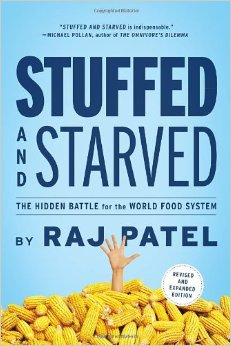 "STUFFED AND STARVED is indispensable."
—MICHAEL POLLAN, author of THE OMNIVORE'S DILEMMA
STUFFED
AND
STARVED
THE HIDDEN BATTLE for the WORLD FOOD SYSTEM
BY RAJ PATEL
REVISED
AND
EXPANDED
EDITION